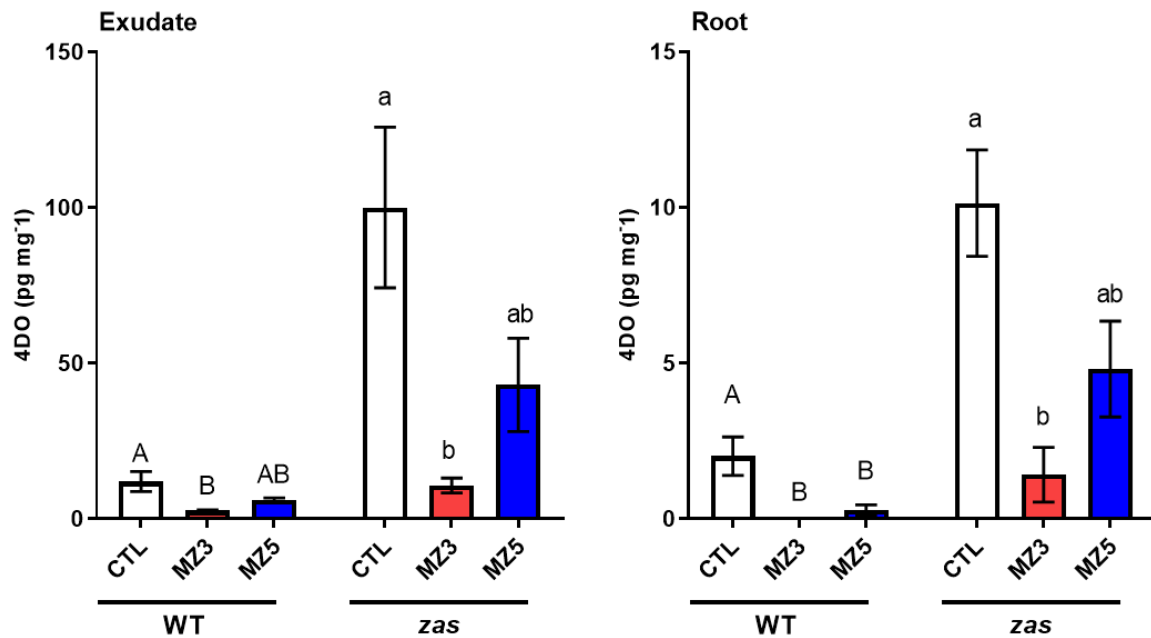 Exudate
4DO (pg mg-1)
150
100
50
0
A
B
AB
a
b
ab
CTL
MZ3
MZ5
CTL
MZ3
MZ5
WT
zas
Root
4DO (pg mg-1)
15
10
5
0
A
B
B
a
b
ab
CTL
MZ3
MZ5
CTL
MZ3
MZ5
WT
zas